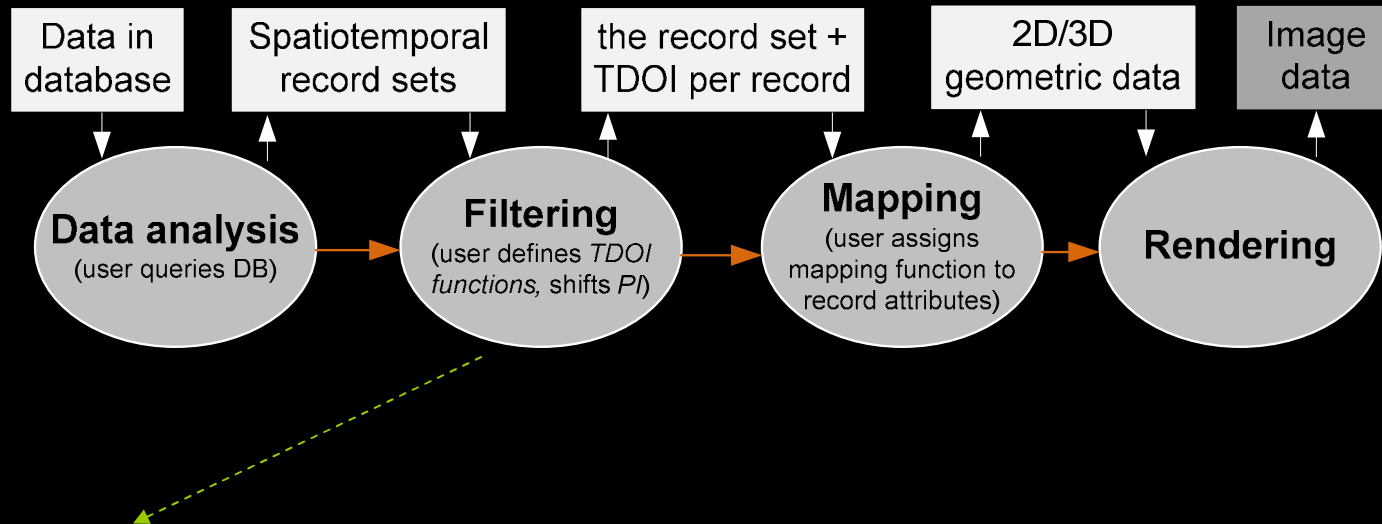 Data in
database
Spatiotemporal
record sets
the record set +
TDOI per record
2D/3D
geometric data
Image
data
Data analysis
(user queries DB)
Filtering
(user defines TDOI
functions, shifts PI)
Mapping
(user assigns
mapping function to
record attributes)
Rendering